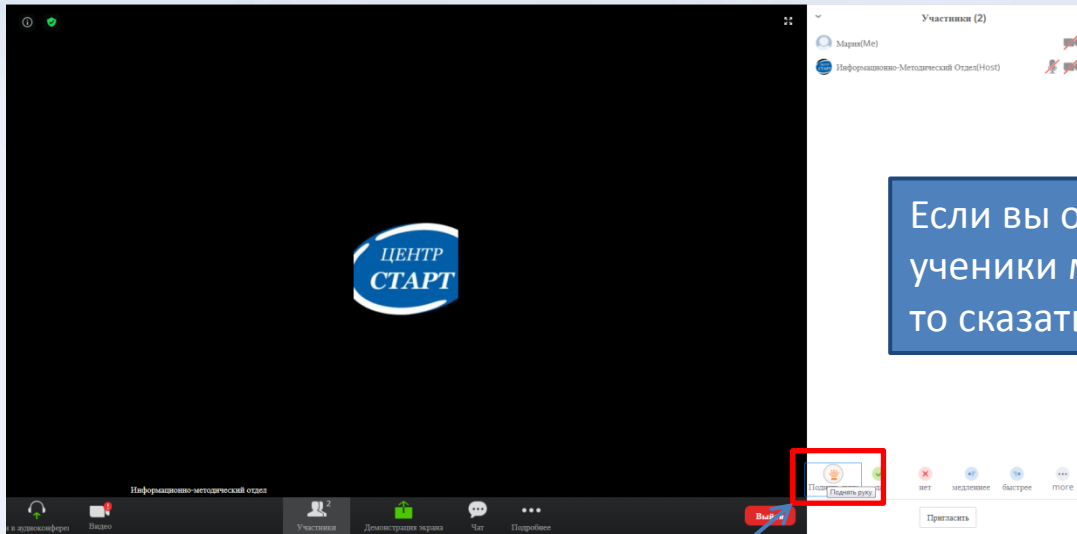 Участники (2)
Мария(Me)
Информационно-Методический Отдел(Host)
ЦЕНТР
СТАРТ
Если вы
ученики
то сказать
Поднять руку
нет
медленнее
быстрее
more
Информационно-методический отдел
2
Видео
Участники
Демонстрация экрана
Чат
Подробнее
Пригласить